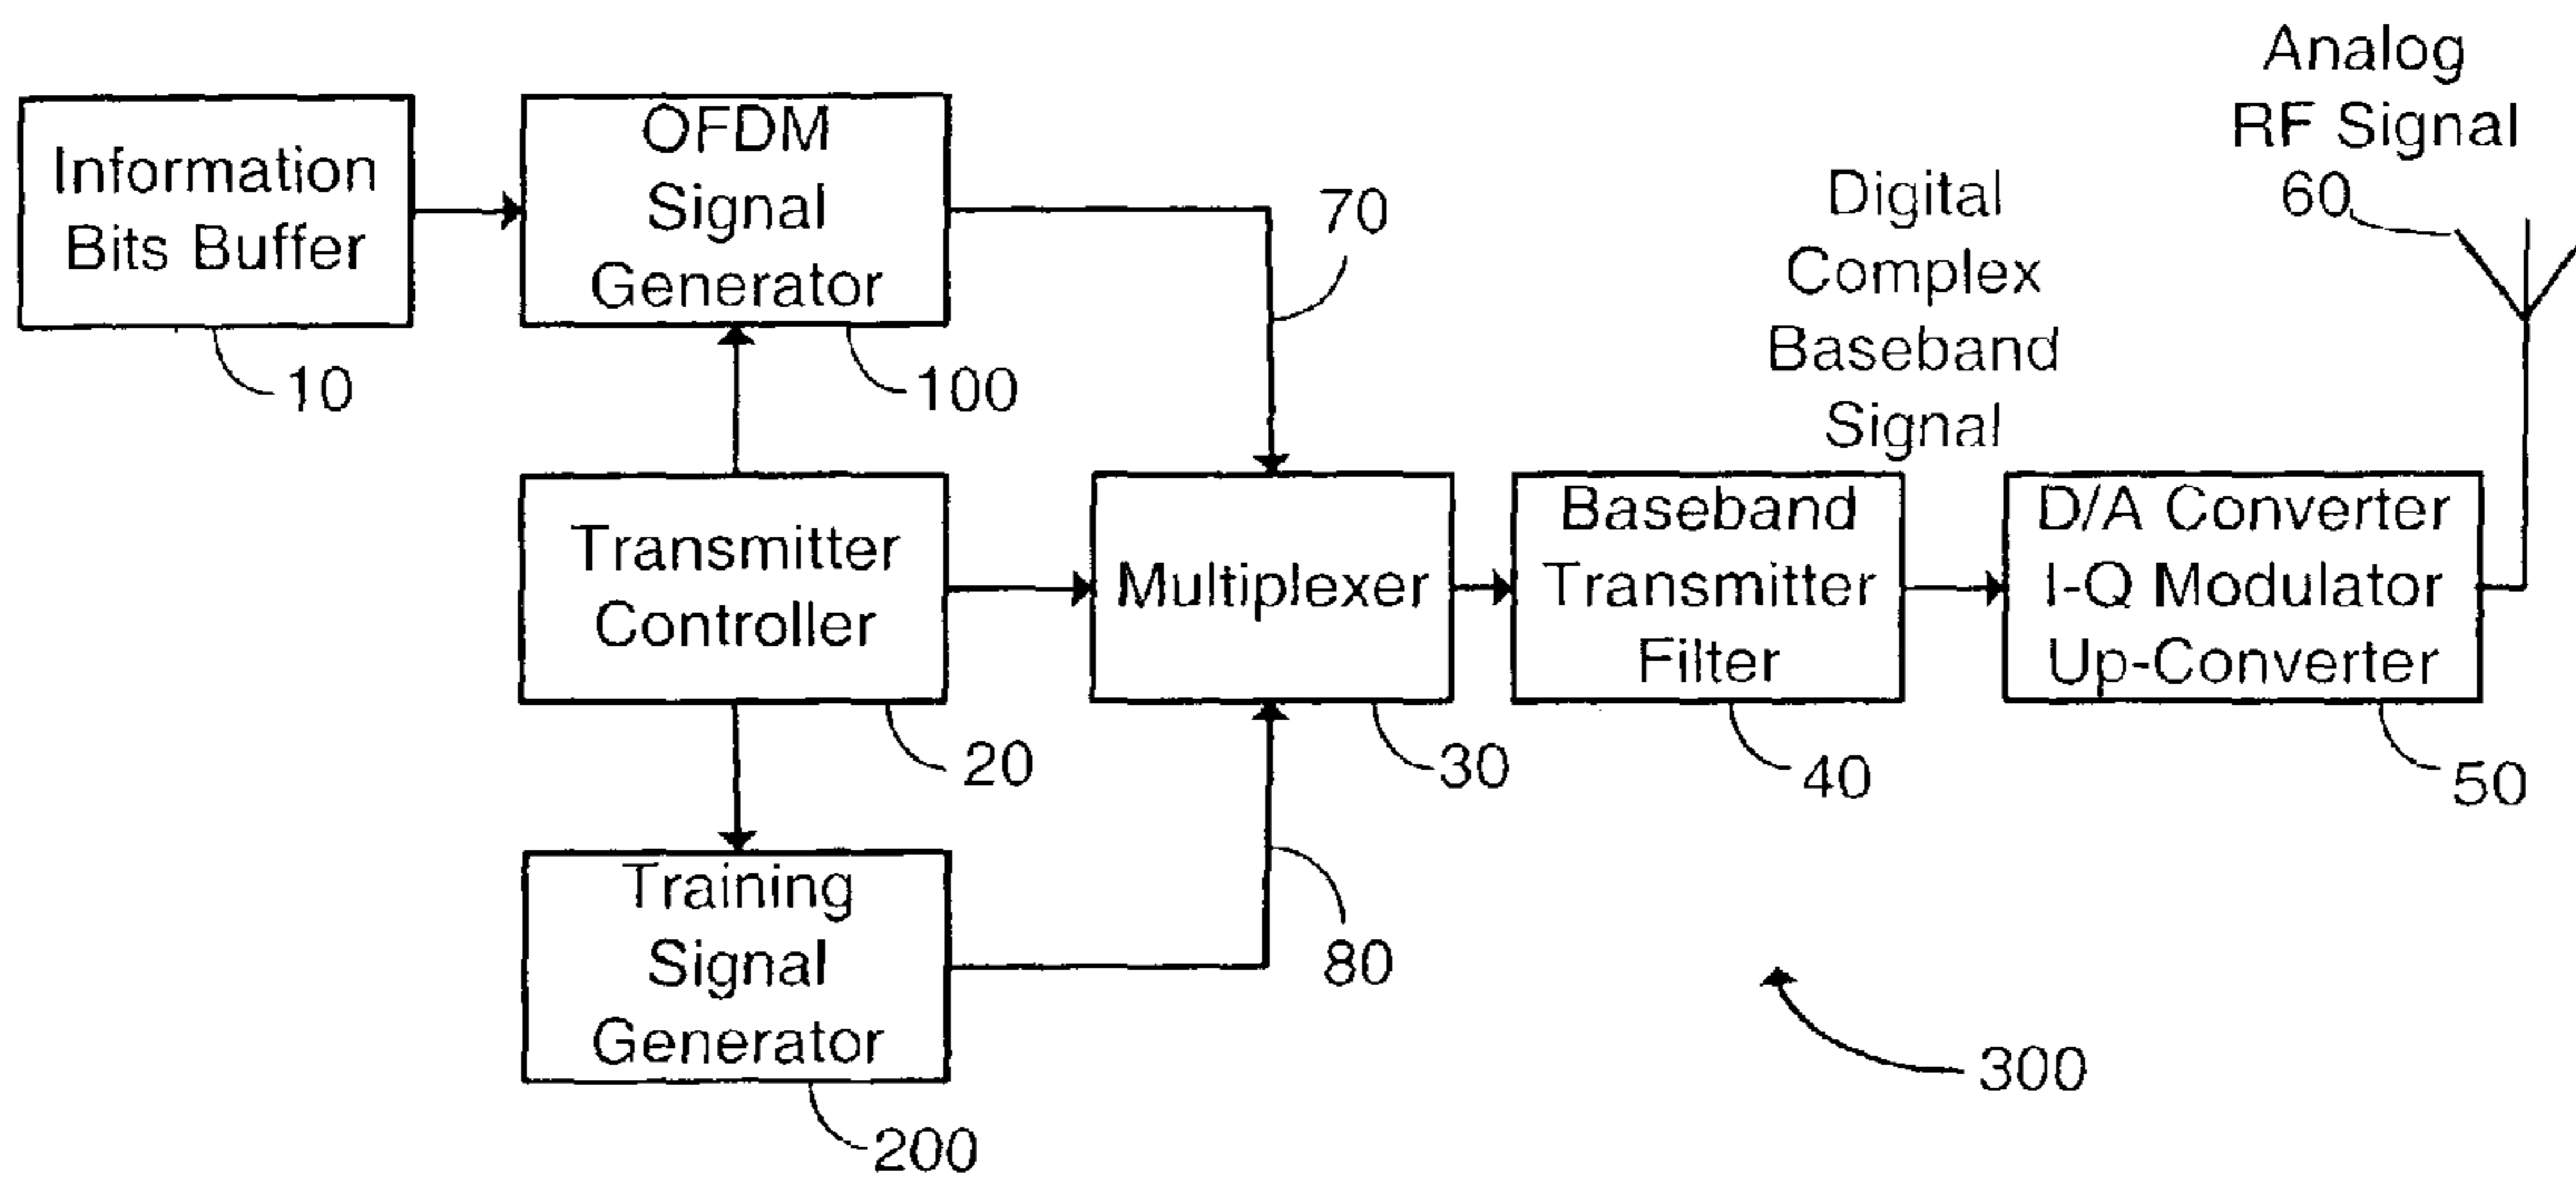 Information
Bits Buffer
10
OFDM
Signal
Generator
100
70
Transmitter
Controller
20
Training
Signal
Generator
200
80
Multiplexer
30
Digital
Complex
Baseband
Signal
Baseband
Transmitter
Filter
40
Analog
RF Signal
60
D/A Converter
I-Q Modulator
Up-Converter
50
300